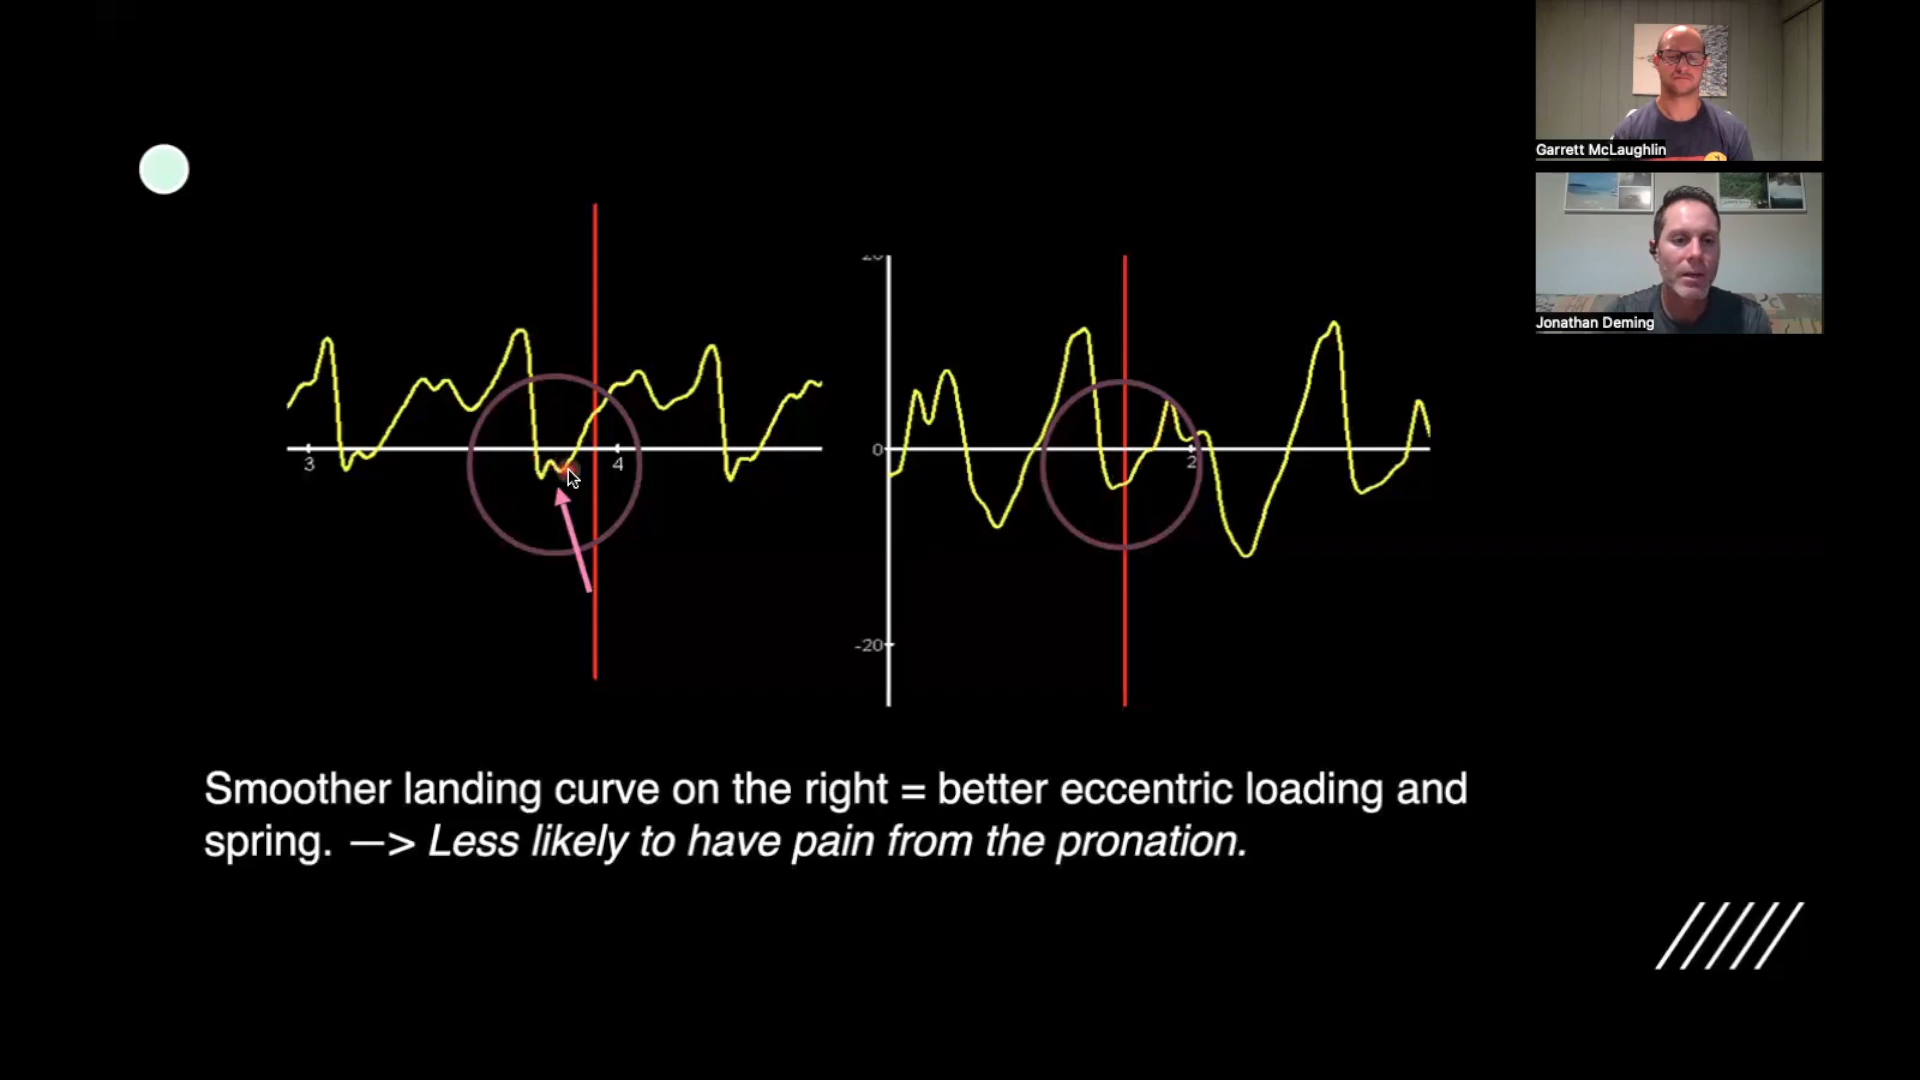 Garrett McLaughlin
Jonathan Deming
20
0
-20
3
4
2
Smoother landing curve on the right = better eccentric loading and
spring. —> Less likely to have pain from the pronation.